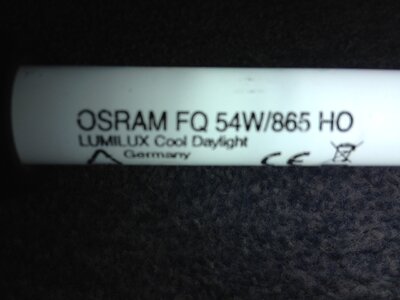 OSRAM FQ 54W/865 HO
LUMILUX Cool Daylight
Germany CE